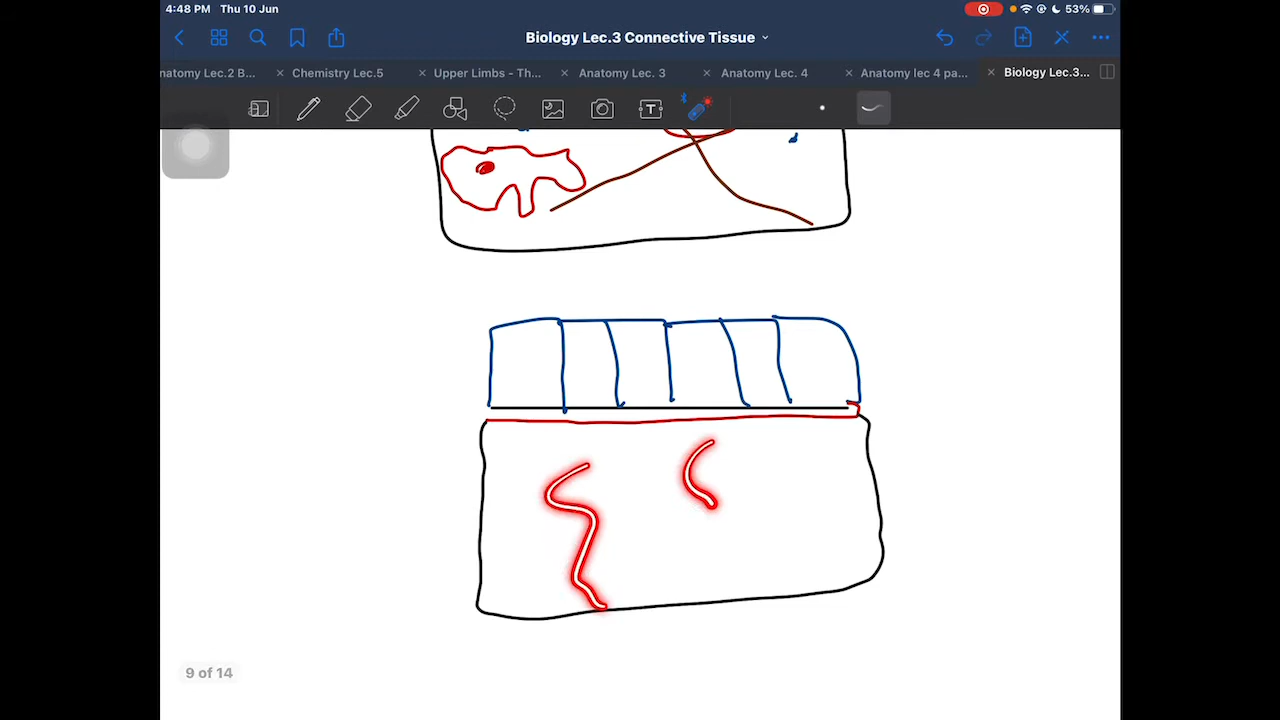 4:48 PM Thu 10 Jun 53%
Biology Lec.3 Connective Tissue
natomy Lec.2 B... Chemistry Lec.5 Upper Limbs - Th... Anatomy Lec. 3 Anatomy Lec. 4 Anatomy lec 4 pa... Biology Lec.3...
T
9 of 14